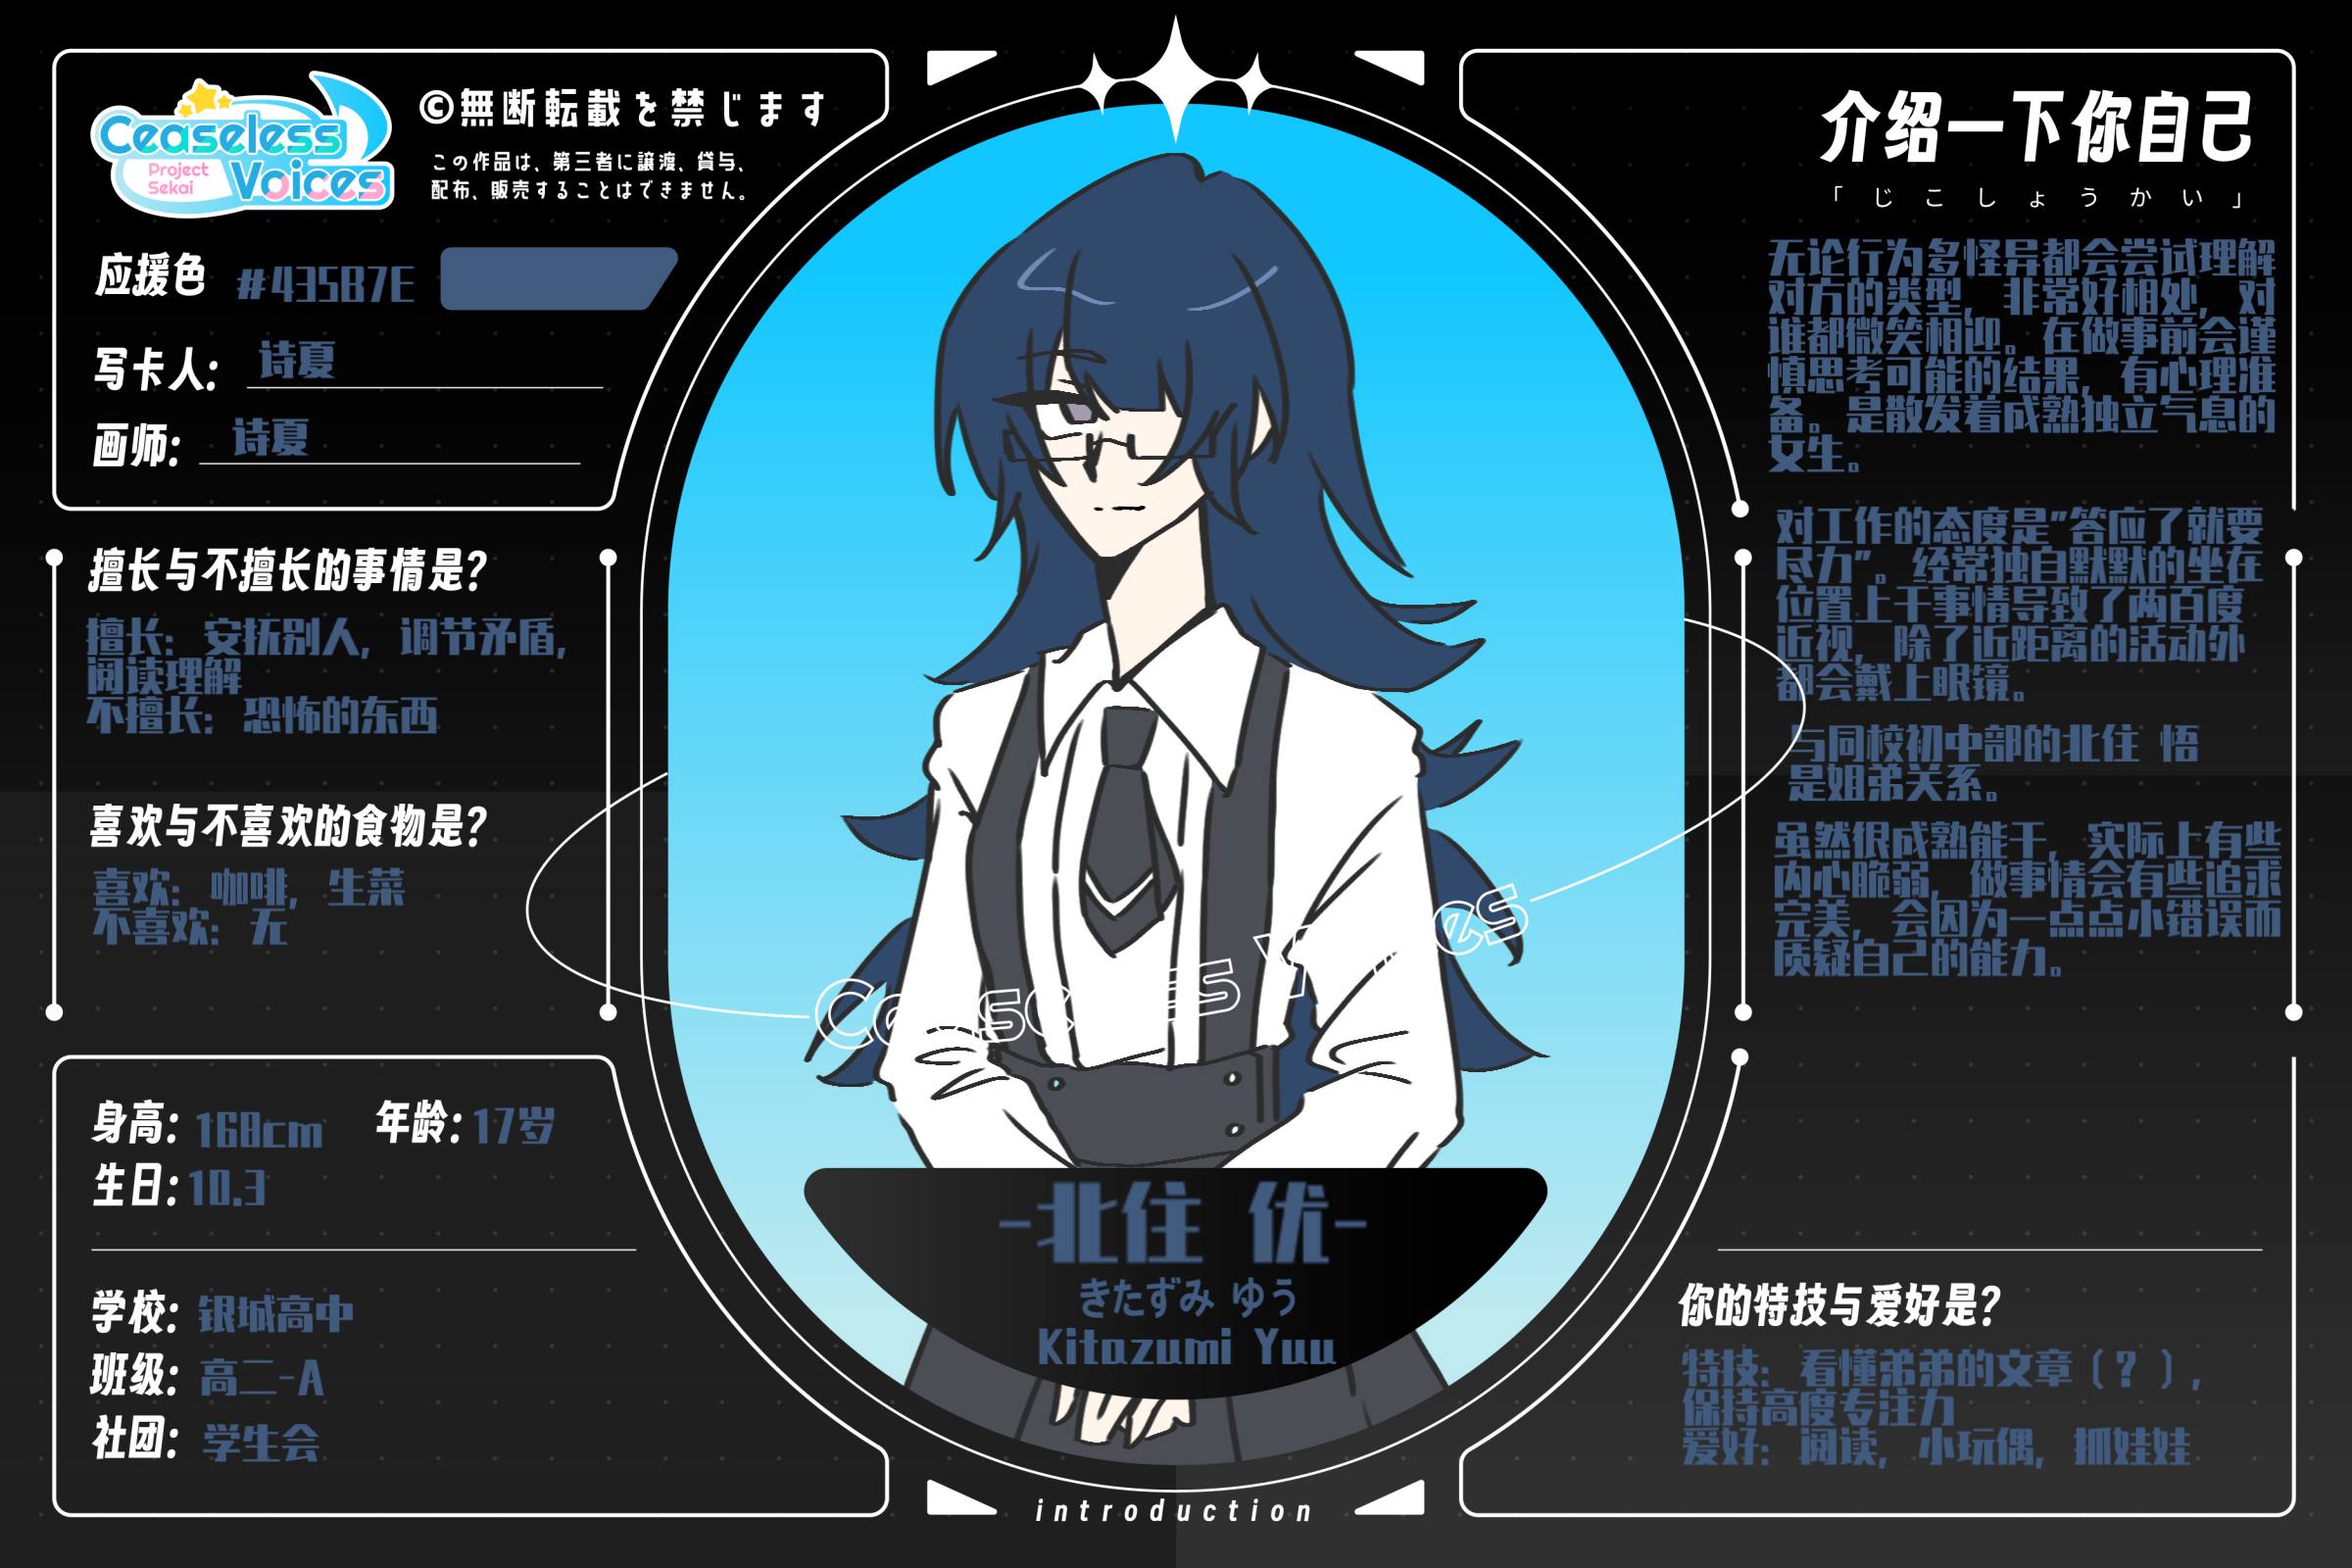 Ceaseless
Voices
Project
Sekai
©無断転載を禁じます
この作品は、第三者に譲渡、貸与、
配布、販売することはできません。
应援色 #435B7E
写卡人: 诗夏
画师: 诗夏
擅长与不擅长的事情是?
擅长：安抚别人，调节矛盾，
阅读理解
不擅长：恐怖的东西
喜欢与不喜欢的食物是?
喜欢：咖啡，生菜
不喜欢：无
身高: 168cm 年龄: 17岁
生日: 10.3
学校: 银城高中
班级: 高二-A
社团: 学生会
Ceaseless Voices
-北住 优-
きたずみ ゆう
Kitazumi Yuu
introduction
介绍一下你自己
「じこしょうかい」
无论行为多怪异都会尝试理解
对方的类型，非常好相处，对
谁都微笑相迎。在做事前会谨
慎思考可能的结果，有心理准
备。是散发着成熟独立气息的
女生。
对工作的态度是”答应了就要
尽力”。经常独自默默的坐在
位置上干事情导致了两百度
近视，除了近距离的活动外
都会戴上眼镜。
与同校初中部的北住 悟
是姐弟关系。
虽然很成熟能干，实际上有些
内心脆弱，做事情会有些追求
完美，会因为一点点小错误而
质疑自己的能力。
你的特技与爱好是?
特技：看懂弟弟的文章（？），
保持高度专注力
爱好：阅读，小玩偶，抓娃娃